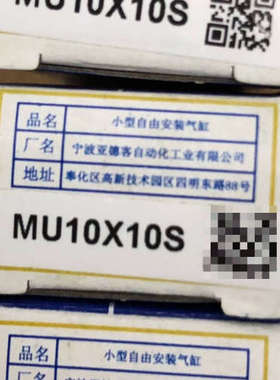 MU10X10S
品名 小型自由安装气缸
厂名 宁波亚德客自动化工业有限公司
地址 奉化区高新技术园区四明东路88号
MU10X10S
品名 小型自由安装气缸
厂名